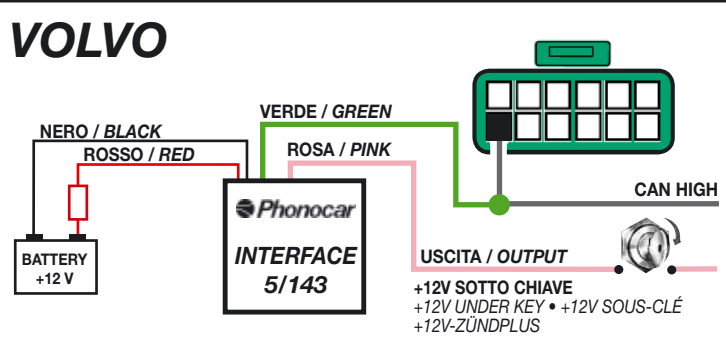 VOLVO
VERDE / GREEN
NERO / BLACK
ROSSO / RED
ROSA / PINK
CAN HIGH
Phonocar
INTERFACE
5/143
BATTERY
+12 V
USCITA / OUTPUT
+12V SOTTO CHIAVE
+12V UNDER KEY • +12V SOUS-CLÉ
+12V-ZÜNDPLUS